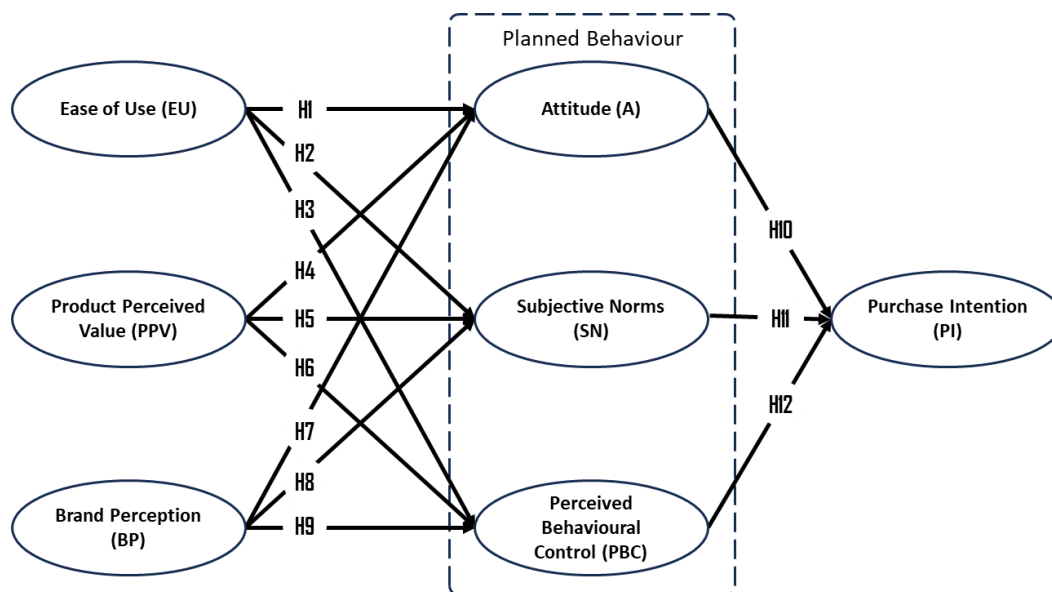 Planned Behaviour
Ease of Use (EU)
H1
Attitude (A)
H2
H3
H10
H4
Product Perceived
Value (PPV)
H5
Subjective Norms
(SN)
H11
Purchase Intention
(PI)
H6
H12
H7
H8
Brand Perception
(BP)
H9
Perceived
Behavioural
Control (PBC)